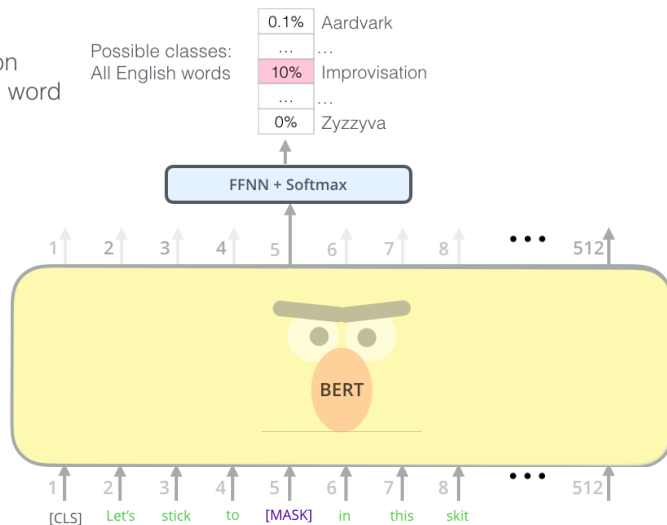 0.1% Aardvark
... ...
Possible classes:
on
All English words
10% Improvisation
word
... ...
0% Zyzzyva
FFNN + Softmax
1 2 3 4 5 6 7 8 ... 512
BERT
1 2 3 4 5 6 7 8 ... 512
[CLS] Let's stick to [MASK] in this skit